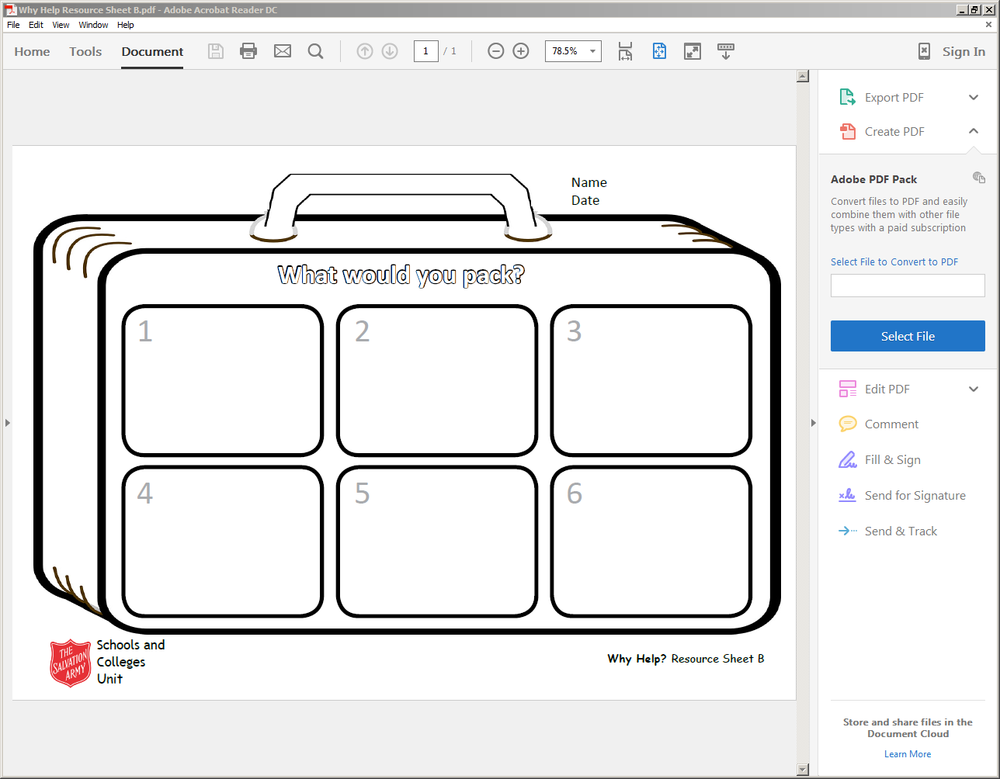 Why Help Resource Sheet B.pdf - Adobe Acrobat Reader DC
File Edit View Window Help
Home Tools Document 1 / 1 78.5% Sign In
Name
Date
What would you pack?
1 2 3
4 5 6
THE
SALVATION
ARMY
Schools and
Colleges
Unit
Why Help? Resource Sheet B
Export PDF
Create PDF
Adobe PDF Pack
Convert files to PDF and easily
combine them with other file
types with a paid subscription
Select File to Convert to PDF
Select File
Edit PDF
Comment
Fill & Sign
Send for Signature
Send & Track
Store and share files in the
Document Cloud
Learn More